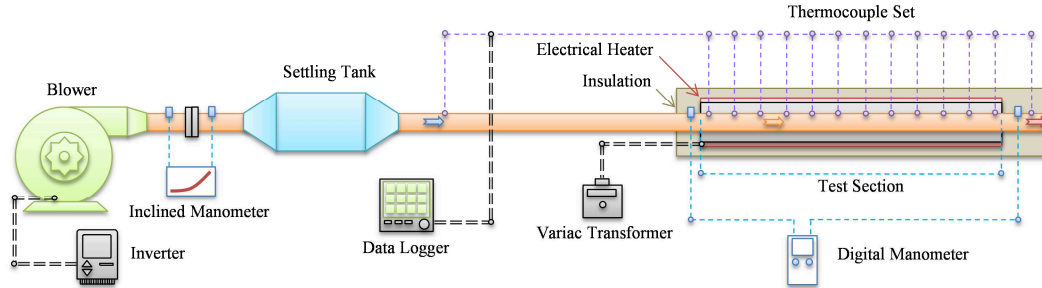 Thermocouple Set
Electrical Heater
Settling Tank
Insulation
Blower
Test Section
Inclined Manometer
Variac Transformer
Data Logger
Inverter
Digital Manometer